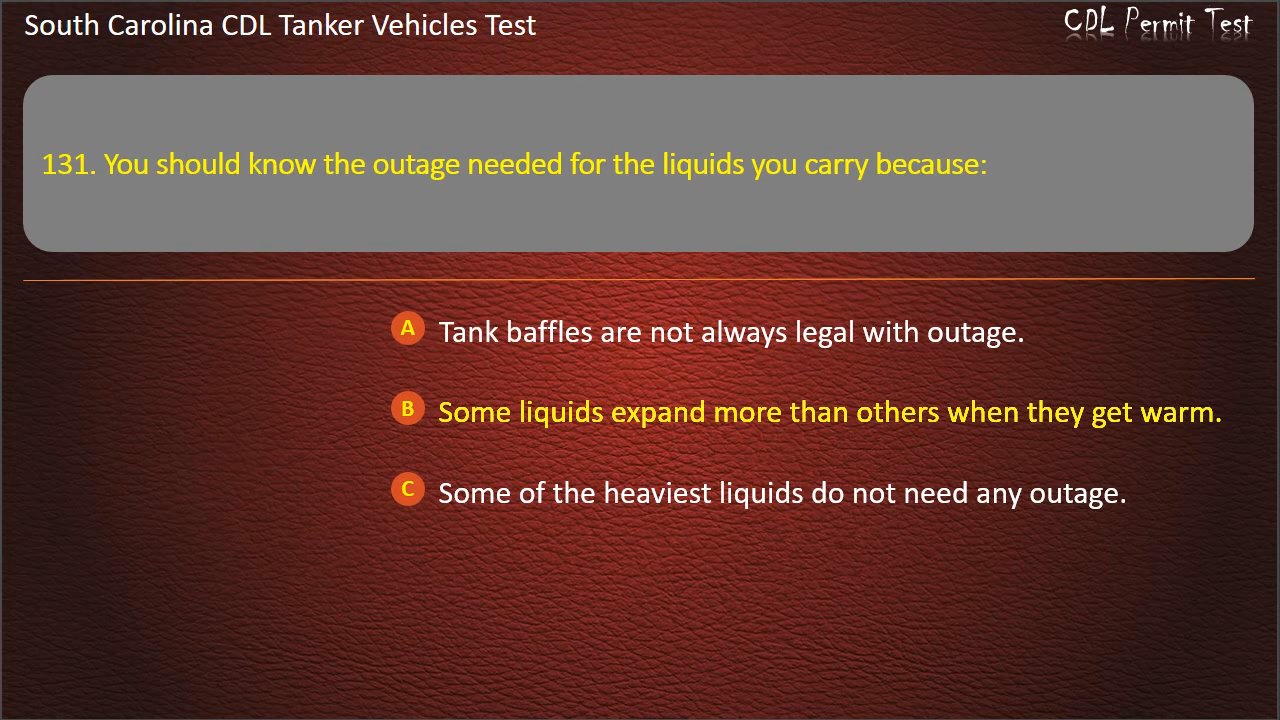 South Carolina CDL Tanker Vehicles Test
CDL Permit Test
131. You should know the outage needed for the liquids you carry because:
A Tank baffles are not always legal with outage.
B Some liquids expand more than others when they get warm.
C Some of the heaviest liquids do not need any outage.